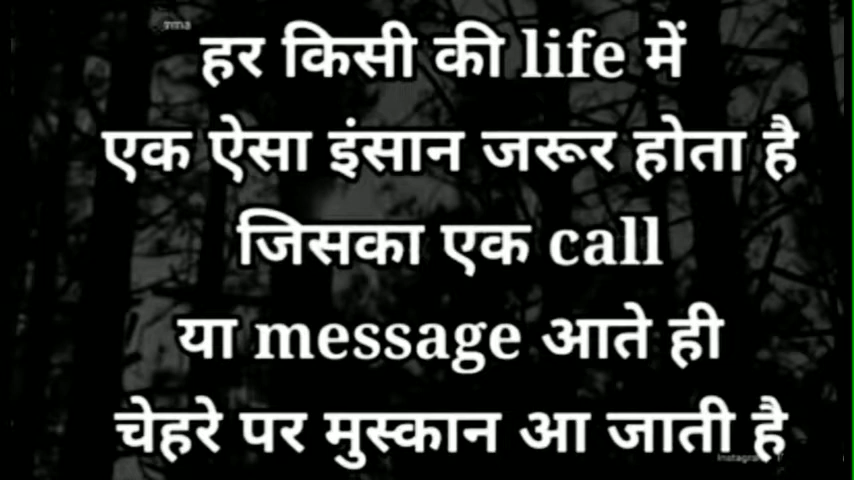 हर किसी की life में
एक ऐसा इंसान जरूर होता है
जिसका एक call
या message आते ही
चेहरे पर मुस्कान आ जाती है